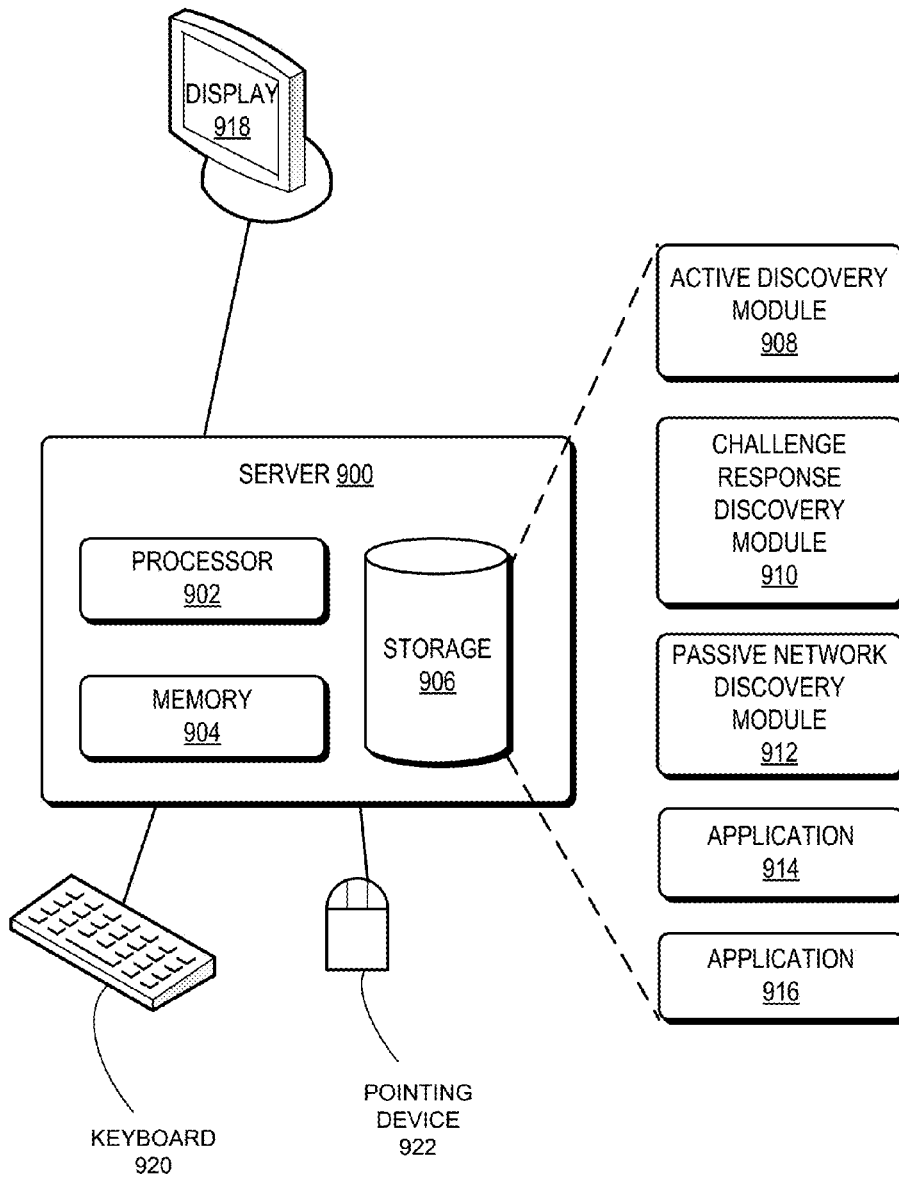 DISPLAY
918
ACTIVE DISCOVERY
MODULE
908
CHALLENGE
RESPONSE
DISCOVERY
MODULE
910
PASSIVE NETWORK
DISCOVERY
MODULE
912
APPLICATION
914
APPLICATION
916
SERVER 900
PROCESSOR
902
MEMORY
904
STORAGE
906
KEYBOARD
920
POINTING
DEVICE
922